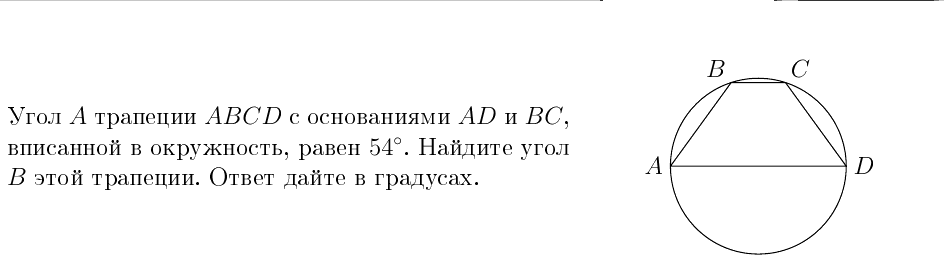 Угол A трапеции ABCD с основаниями AD и BC,
вписанной в окружность, равен 54°. Найдите угол
B этой трапеции. Ответ дайте в градусах.
B
C
A
D